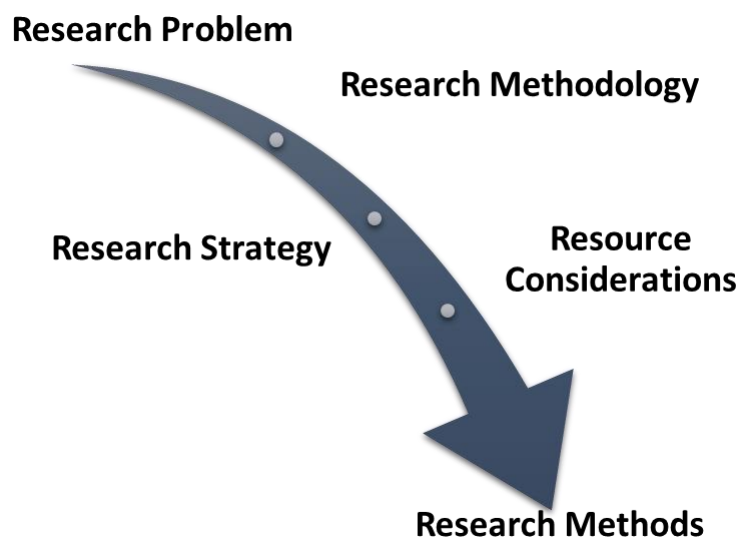 Research Problem
Research Methodology
Research Strategy
Resource
Considerations
Research Methods